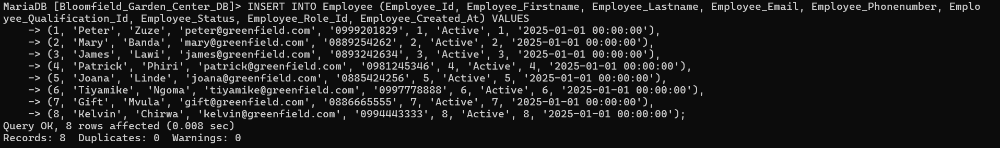 MariaDB [Bloomfield_Garden_Center_DB]> INSERT INTO Employee (Employee_Id, Employee_Firstname, Employee_Lastname, Employee_Email, Employee_Phonenumber, Emplo
yee_Qualification_Id, Employee_Status, Employee_Role_Id, Employee_Created_At) VALUES
    -> (1, 'Peter', 'Zuze', 'peter@greenfield.com', '0999201829', 1, 'Active', 1, '2025-01-01 00:00:00'),
    -> (2, 'Mary', 'Banda', 'mary@greenfield.com', '0889254262', 2, 'Active', 2, '2025-01-01 00:00:00'),
    -> (3, 'James', 'Lawi', 'james@greenfield.com', '0893242634', 3, 'Active', 3, '2025-01-01 00:00:00'),
    -> (4, 'Patrick', 'Phiri', 'patrick@greenfield.com', '0981245346', 4, 'Active', 4, '2025-01-01 00:00:00'),
    -> (5, 'Joana', 'Linde', 'joana@greenfield.com', '0885424256', 5, 'Active', 5, '2025-01-01 00:00:00'),
    -> (6, 'Tiyamike', 'Ngoma', 'tiyamike@greenfield.com', '0997778888', 6, 'Active', 6, '2025-01-01 00:00:00'),
    -> (7, 'Gift', 'Mvula', 'gift@greenfield.com', '0886665555', 7, 'Active', 7, '2025-01-01 00:00:00'),
    -> (8, 'Kelvin', 'Chirwa', 'kelvin@greenfield.com', '0994443333', 8, 'Active', 8, '2025-01-01 00:00:00');
Query OK, 8 rows affected (0.008 sec)
Records: 8  Duplicates: 0  Warnings: 0